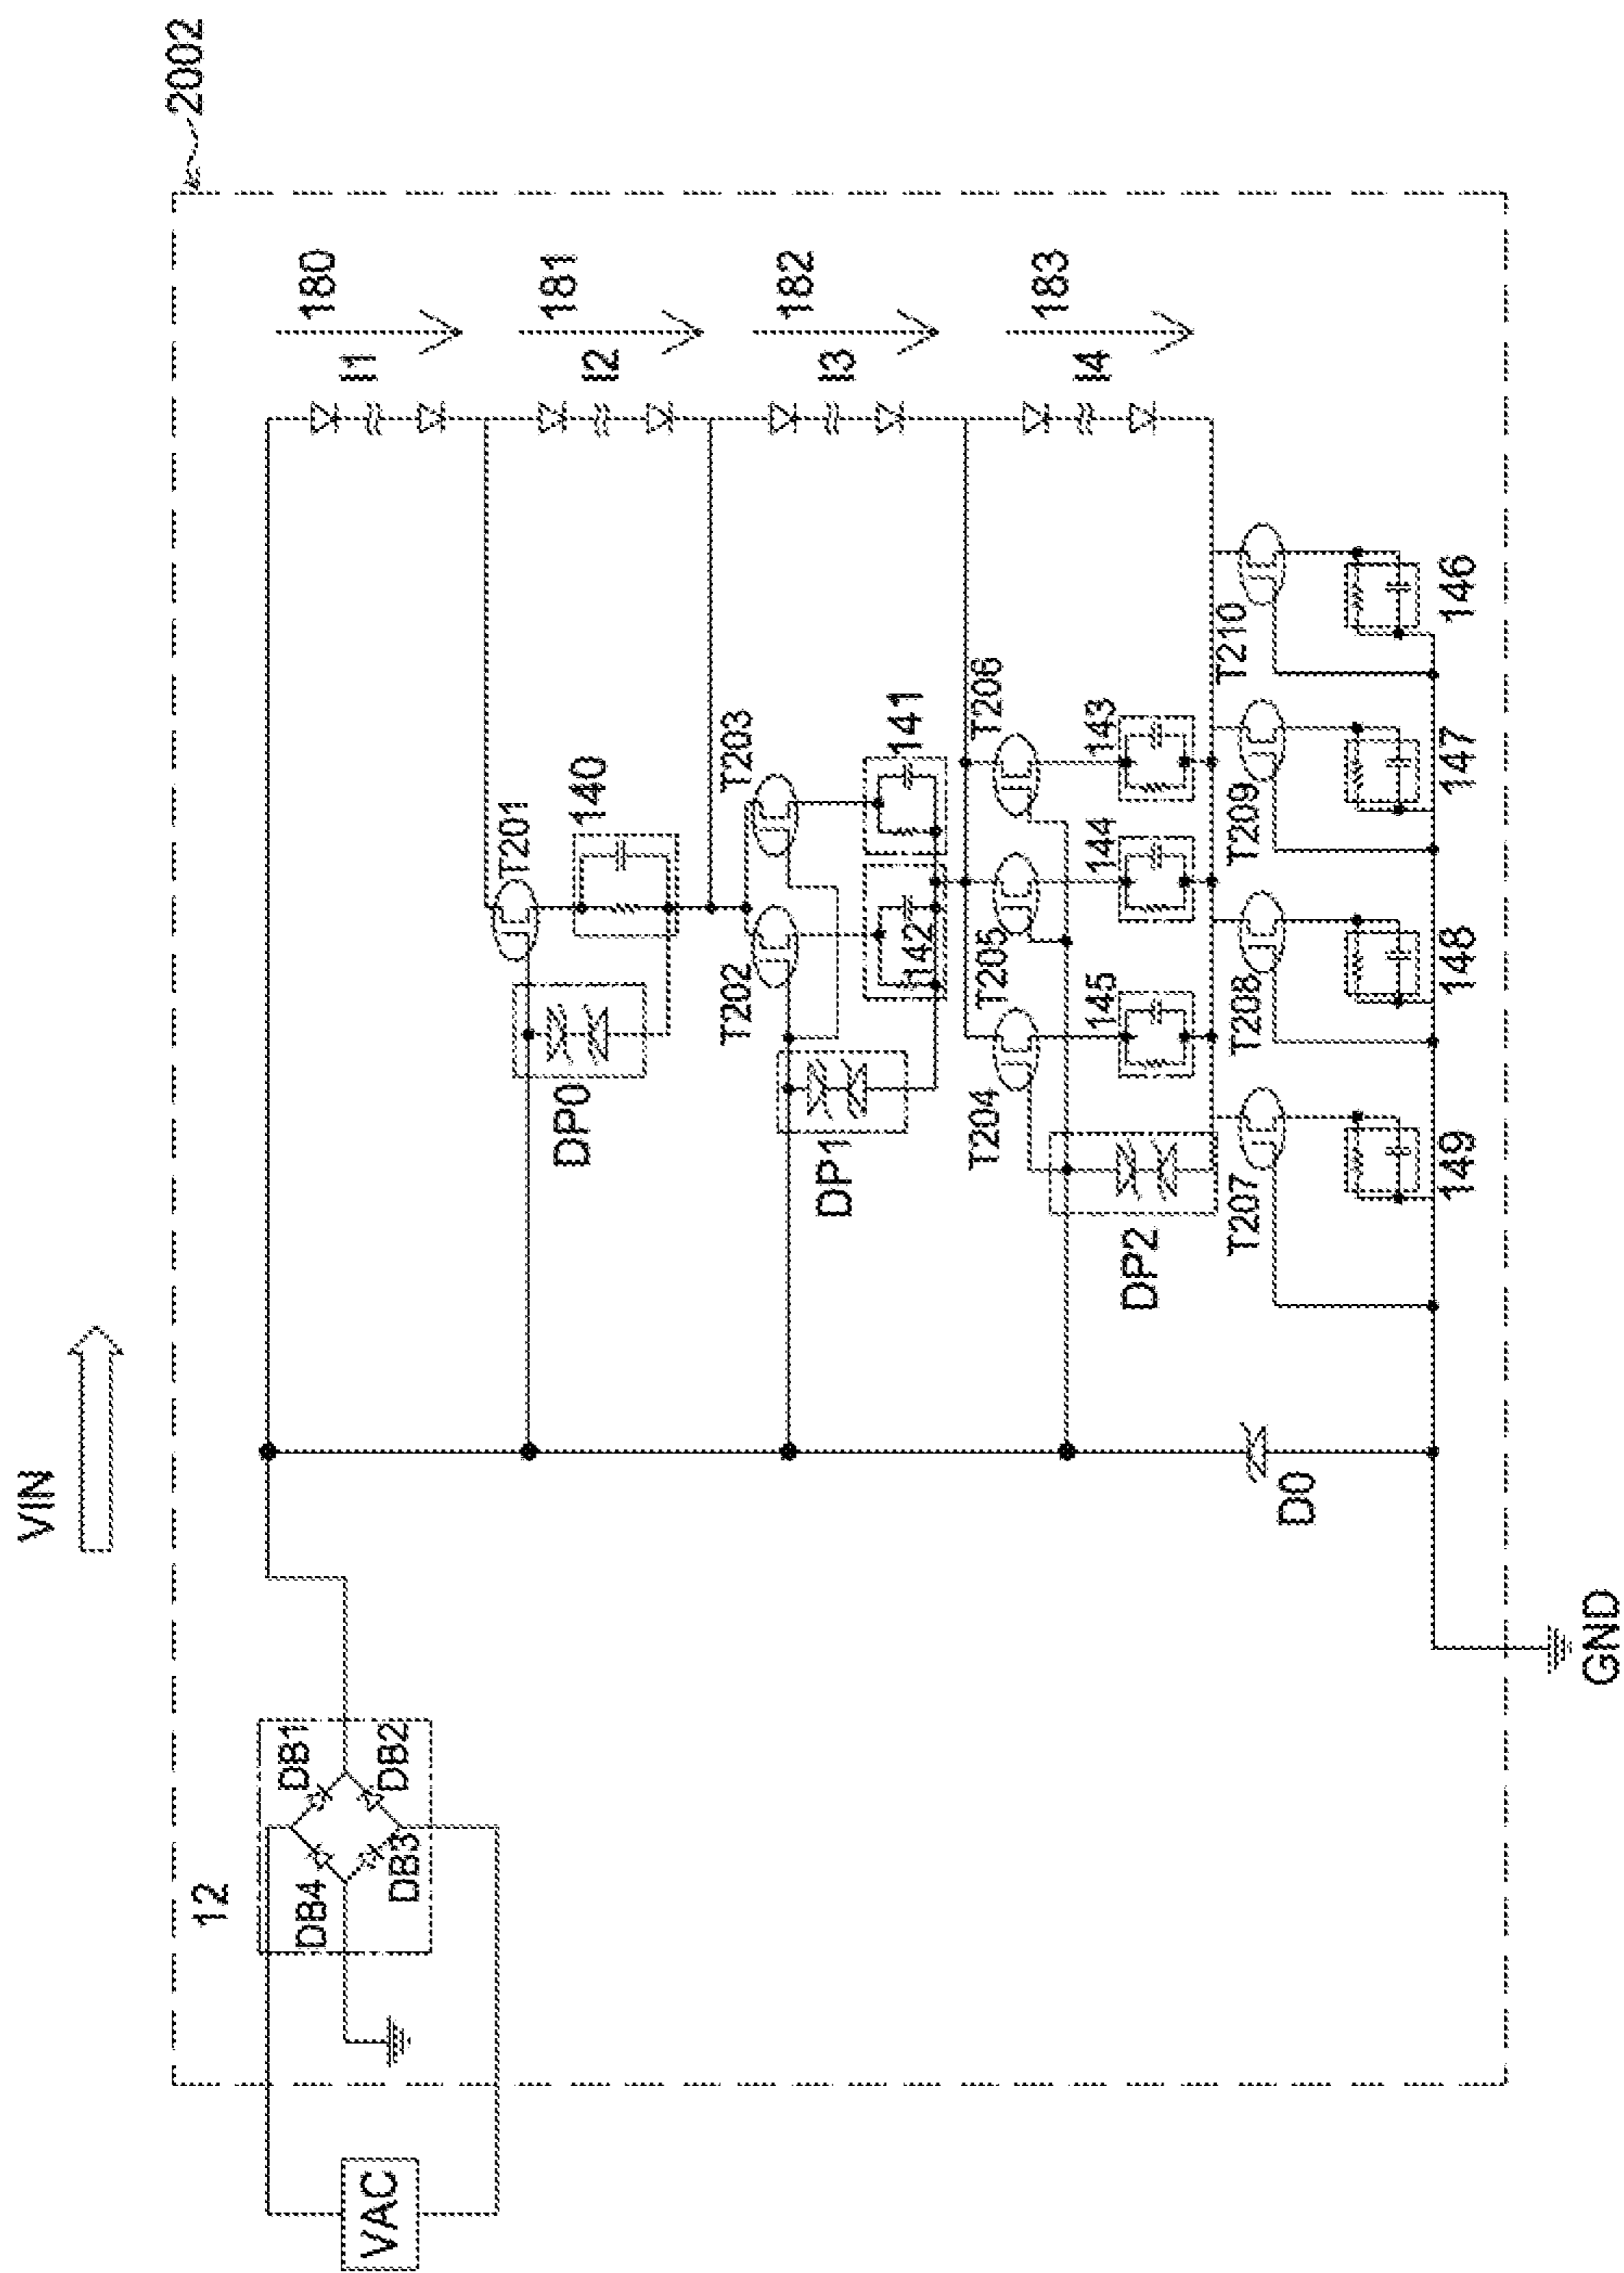 VIN
2002
12
VAC
DB1
DB2
DB3
DB4
180
I1
181
I2
182
I3
183
I4
T201
140
DP0
T202
T203
141
142
DP1
T204
T205
T206
143
144
145
DP2
T207
T208
T209
T210
146
147
148
149
D0
GND